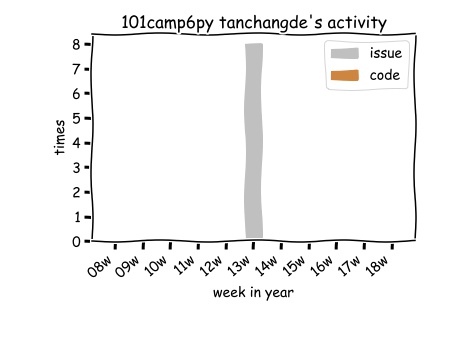 101camp6py tanchangde's activity
issue
code
8
7
6
5
4
3
2
1
0
times
08w 09w 10w 11w 12w 13w 14w 15w 16w 17w 18w
week in year